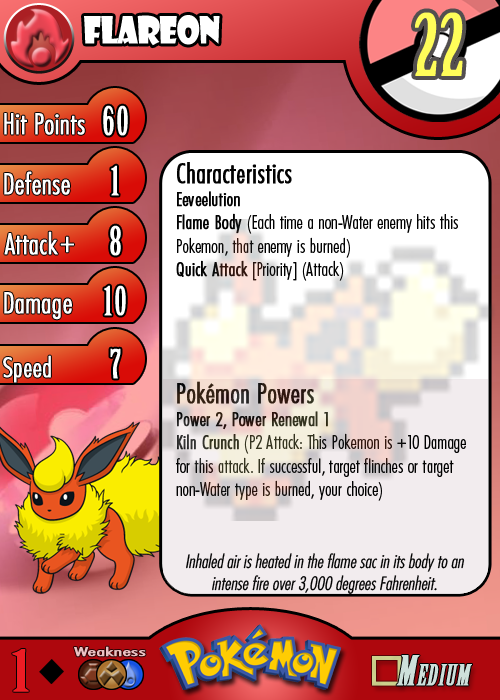 FLAREON
22
Hit Points 60
Defense 1
Attack+ 8
Damage 10
Speed 7
Characteristics
Eeveelution
Flame Body (Each time a non-Water enemy hits this
Pokemon, that enemy is burned)
Quick Attack [Priority] (Attack)
Pokémon Powers
Power 2, Power Renewal 1
Kiln Crunch (P2 Attack: This Pokemon is +10 Damage
for this attack. If successful, target flinches or target
non-Water type is burned, your choice)
Inhaled air is heated in the flame sac in its body to an
intense fire over 3,000 degrees Fahrenheit.
1
Weakness
POKéMON
MEDIUM